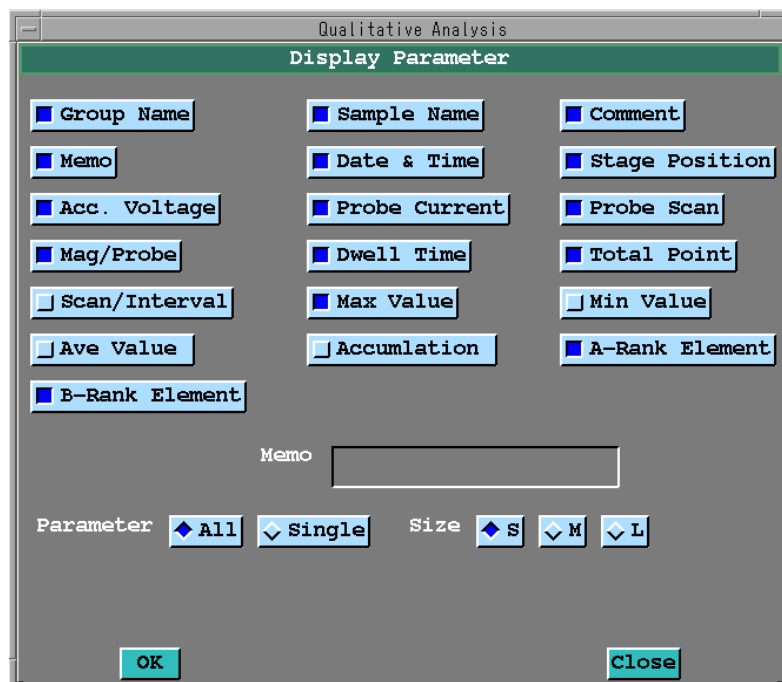 Qualitative Analysis
Display Parameter
Group Name Sample Name Comment
Memo Date & Time Stage Position
Acc. Voltage Probe Current Probe Scan
Mag/Probe Dwell Time Total Point
Scan/Interval Max Value Min Value
Ave Value Accumlation A-Rank Element
B-Rank Element
Memo
Parameter All Single Size S M L
OK Close